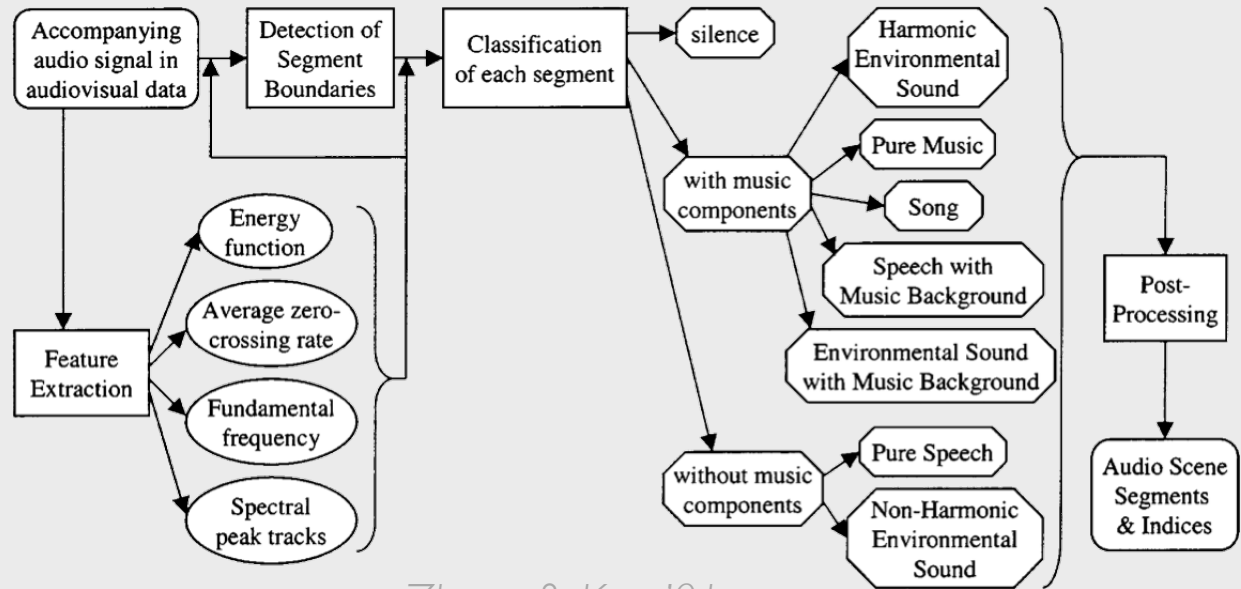 Accompanying
audio signal in
audiovisual data
Detection of
Segment
Boundaries
Classification
of each segment
silence
Harmonic
Environmental
Sound
Pure Music
with music
components
Song
Speech with
Music Background
Environmental Sound
with Music Background
Energy
function
Average zero-
crossing rate
Feature
Extraction
Fundamental
frequency
Spectral
peak tracks
without music
components
Pure Speech
Non-Harmonic
Environmental
Sound
Post-
Processing
Audio Scene
Segments
& Indices